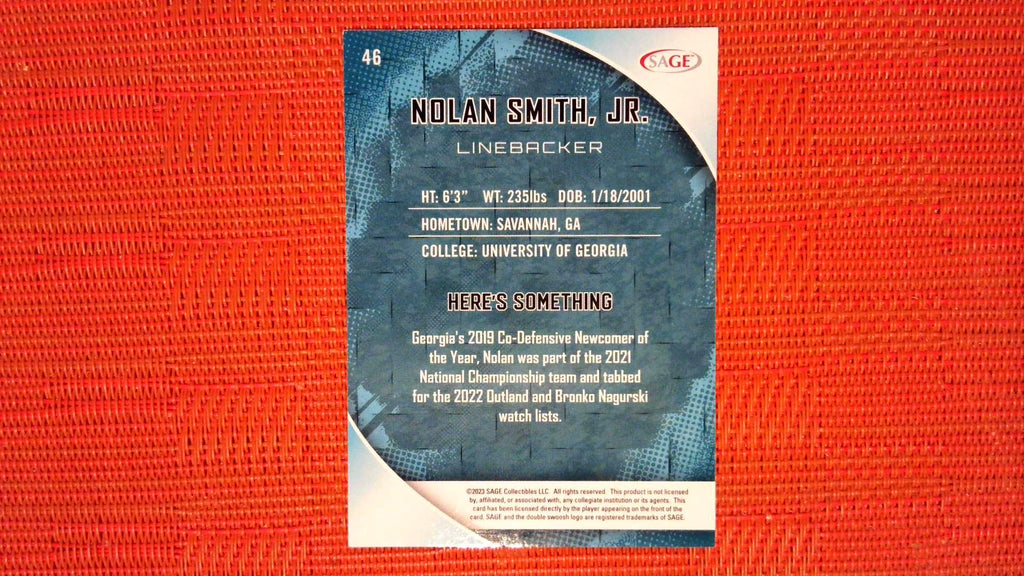 46
SAGE
NOLAN SMITH, JR.
LINEBACKER
HT: 6'3" WT: 235lbs DOB: 1/18/2001
HOMETOWN: SAVANNAH, GA
COLLEGE: UNIVERSITY OF GEORGIA
HERE'S SOMETHING
Georgia's 2019 Co-Defensive Newcomer of
the Year, Nolan was part of the 2021
National Championship team and tabbed
for the 2022 Outland and Bronko Nagurski
watch lists.
©2023 SAGE Collectibles LLC. All rights reserved. This product is not licensed
by, affiliated, or associated with, any collegiate institution or its agents. This
card has been licensed directly by the player appearing on the front of the
card. SAGE and the double swoosh logo are registered trademarks of SAGE.